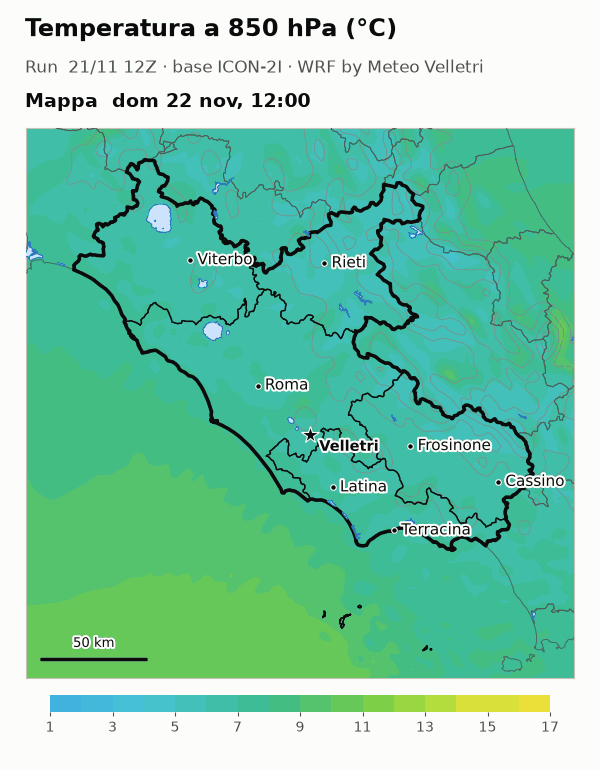 Temperatura a 850 hPa (°C)
Run  21/11 12Z · base ICON-2I · WRF by Meteo Velletri
Mappa  dom 22 nov, 12:00
Viterbo
Rieti
Roma
Velletri
Frosinone
Cassino
Latina
Terracina
50 km
1 3 5 7 9 11 13 15 17